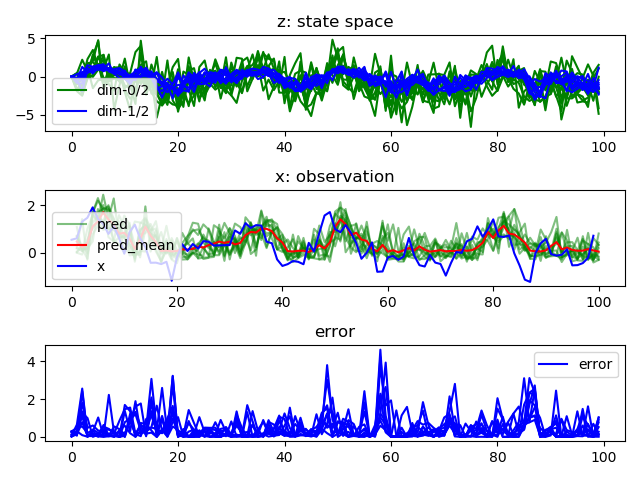 z: state space
5
0
−5
dim-0/2
dim-1/2
0 20 40 60 80 100
x: observation
2
0
pred
pred_mean
x
0 20 40 60 80 100
error
4
2
0
error
0 20 40 60 80 100